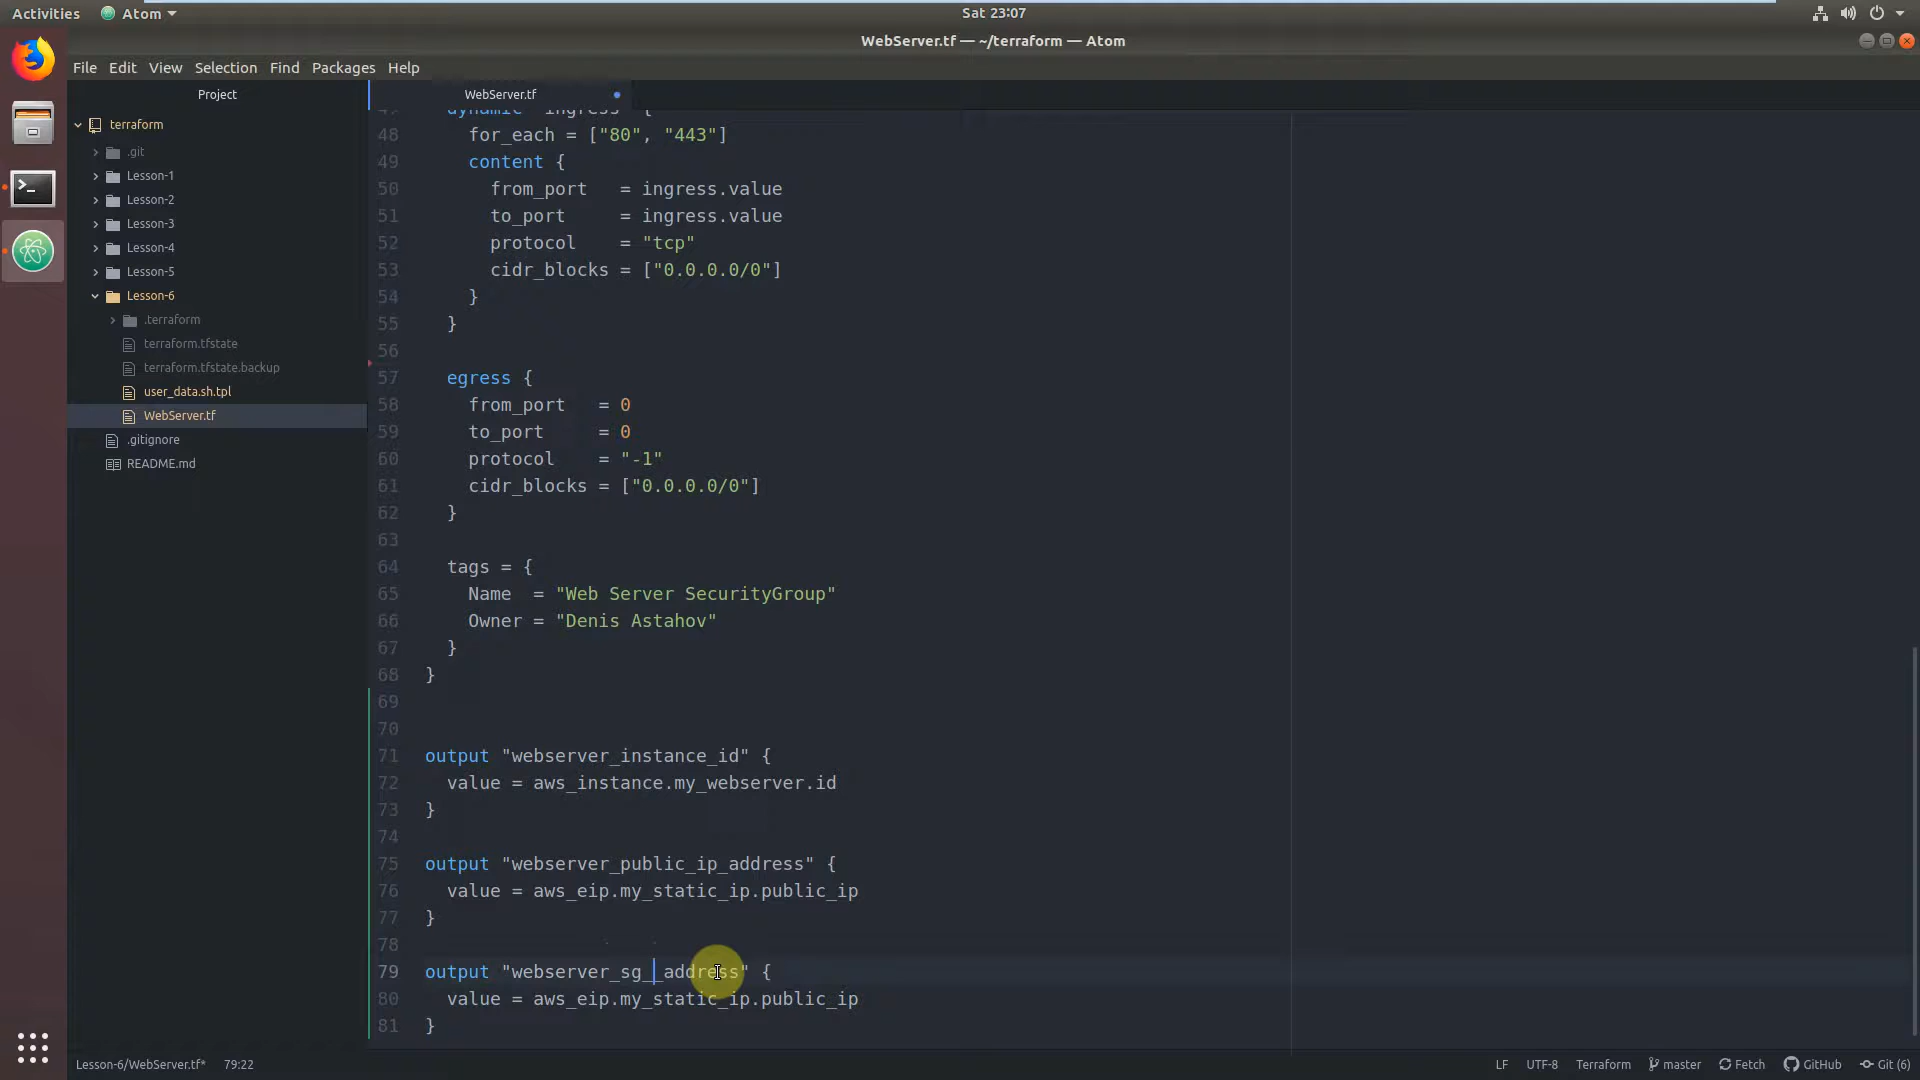 Activities Atom Sat 23:07
WebServer.tf — ~/terraform — Atom
File Edit View Selection Find Packages Help
Project
WebServer.tf
terraform
.git
Lesson-1
Lesson-2
Lesson-3
Lesson-4
Lesson-5
Lesson-6
.terraform
terraform.tfstate
terraform.tfstate.backup
user_data.sh.tpl
WebServer.tf
.gitignore
README.md
47 dynamic "ingress" {
48 for_each = ["80", "443"]
49 content {
50 from_port = ingress.value
51 to_port = ingress.value
52 protocol = "tcp"
53 cidr_blocks = ["0.0.0.0/0"]
54 }
55 }
56
57 egress {
58 from_port = 0
59 to_port = 0
60 protocol = "-1"
61 cidr_blocks = ["0.0.0.0/0"]
62 }
63
64 tags = {
65 Name = "Web Server SecurityGroup"
66 Owner = "Denis Astahov"
67 }
68 }
69
70
71 output "webserver_instance_id" {
72 value = aws_instance.my_webserver.id
73 }
74
75 output "webserver_public_ip_address" {
76 value = aws_eip.my_static_ip.public_ip
77 }
78
79 output "webserver_sg__address" {
80 value = aws_eip.my_static_ip.public_ip
81 }
Lesson-6/WebServer.tf* 79:22 LF UTF-8 Terraform master Fetch GitHub Git (6)